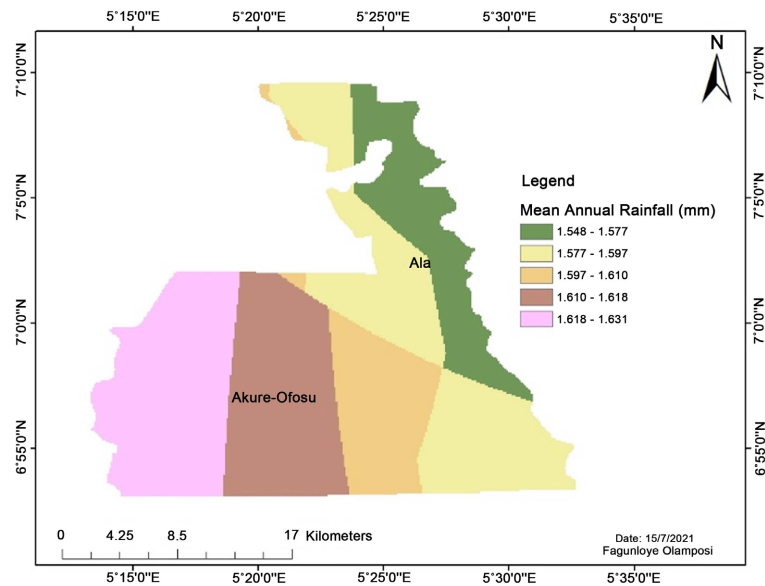 5°15'0"E 5°20'0"E 5°25'0"E 5°30'0"E 5°35'0"E
N
7°10'0"N 7°10'0"N
Legend
7°5'0"N 7°5'0"N
Mean Annual Rainfall (mm)
1.548 - 1.577
1.577 - 1.597
Ala
1.597 - 1.610
1.610 - 1.618
1.618 - 1.631
7°0'0"N 7°0'0"N
Akure-Ofosu
6°55'0"N 6°55'0"N
0 4.25 8.5 17 Kilometers
Date: 15/7/2021
Fagunloye Olamposi
5°15'0"E 5°20'0"E 5°25'0"E 5°30'0"E 5°35'0"E